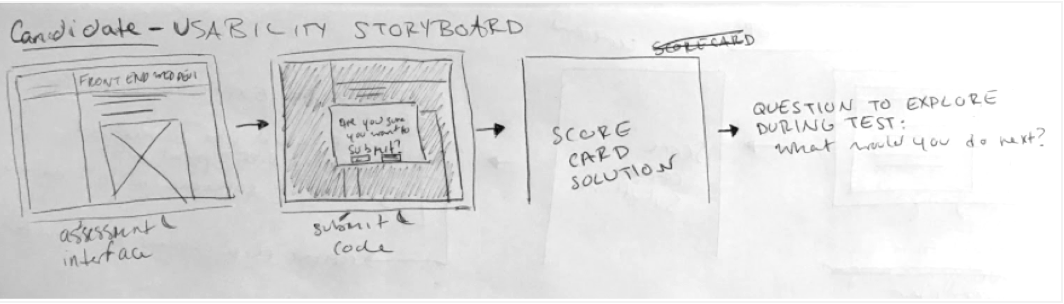 Candidate - USABILITY STORYBOARD
SCORECARD
FRONT END
Are you sure
you want to
submit?
SCORE
CARD
SOLUTION
QUESTION TO EXPLORE
DURING TEST:
What would you do next?
assessment
interface
submit
code